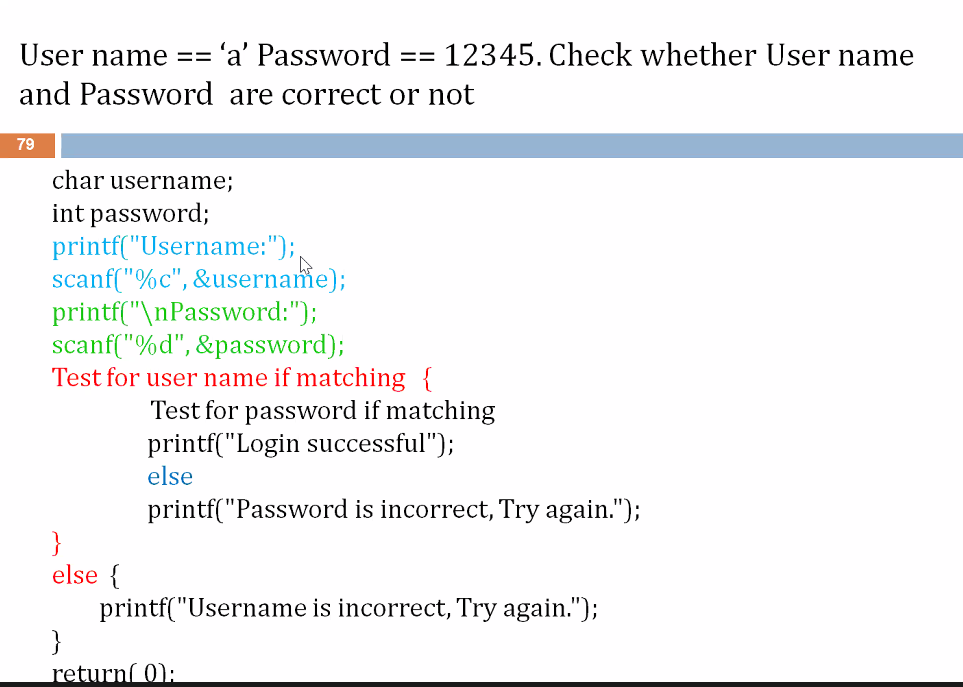 User name == ‘a’ Password == 12345. Check whether User name
and Password are correct or not
79
char username;
int password;
printf("Username:");
scanf("%c", &username);
printf("\nPassword:");
scanf("%d", &password);
Test for user name if matching {
Test for password if matching
printf("Login successful");
else
printf("Password is incorrect, Try again.");
}
else {
printf("Username is incorrect, Try again.");
}
return( 0);